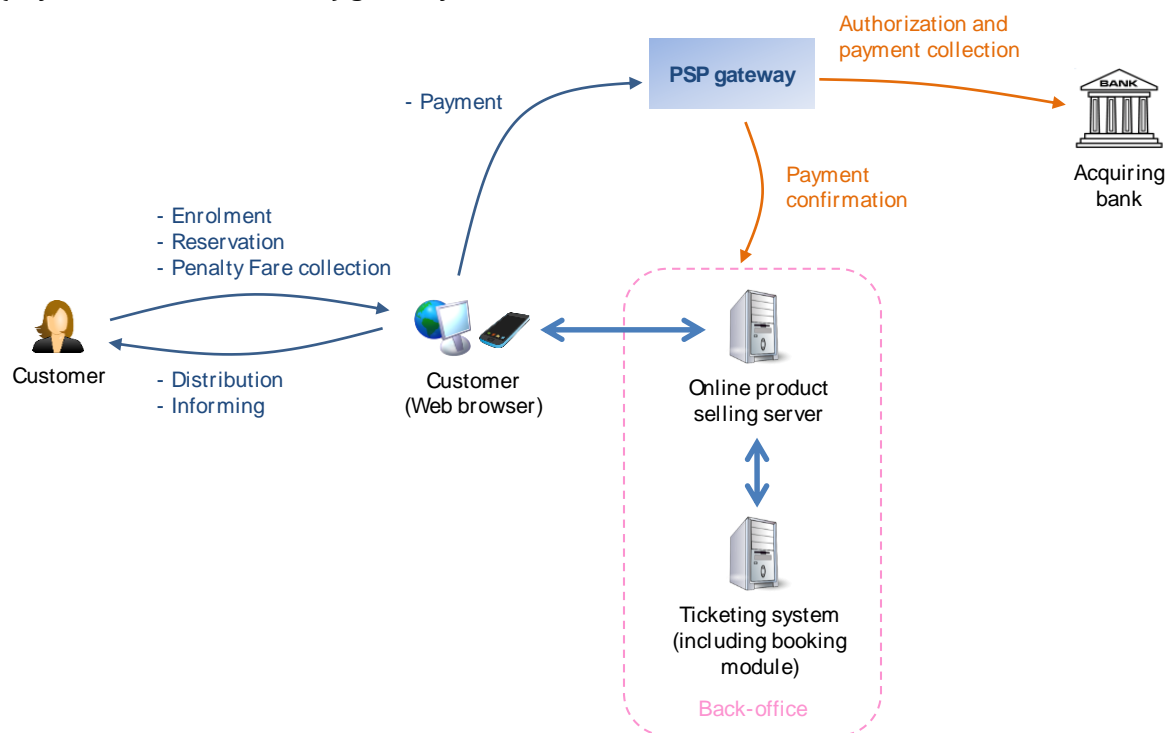 Authorization and
payment collection
PSP gateway
BANK
- Payment
Acquiring
bank
Payment
confirmation
- Enrolment
- Reservation
- Penalty Fare collection
Customer
- Distribution
- Informing
Customer
(Web browser)
Online product
selling server
Ticketing system
(including booking
module)
Back-office